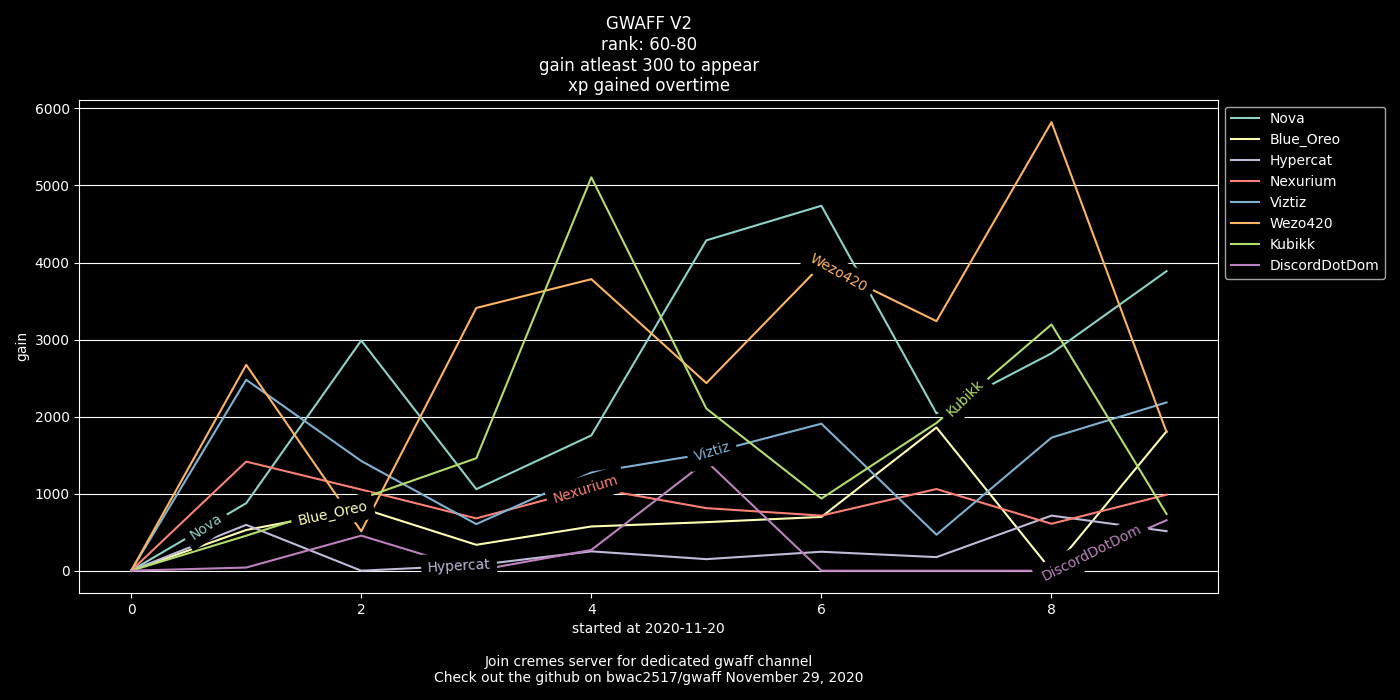 GWAFF V2
rank: 60-80
gain atleast 300 to appear
xp gained overtime
6000
5000
4000
3000
2000
1000
0
gain
Nova
Blue_Oreo
Hypercat
Nexurium
Viztiz
Wezo420
Kubikk
DiscordDotDom
Nova
Blue_Oreo
Hypercat
Nexurium
Viztiz
Wezo420
Kubikk
DiscordDotDom
0 2 4 6 8
started at 2020-11-20
Join cremes server for dedicated gwaff channel
Check out the github on bwac2517/gwaff November 29, 2020